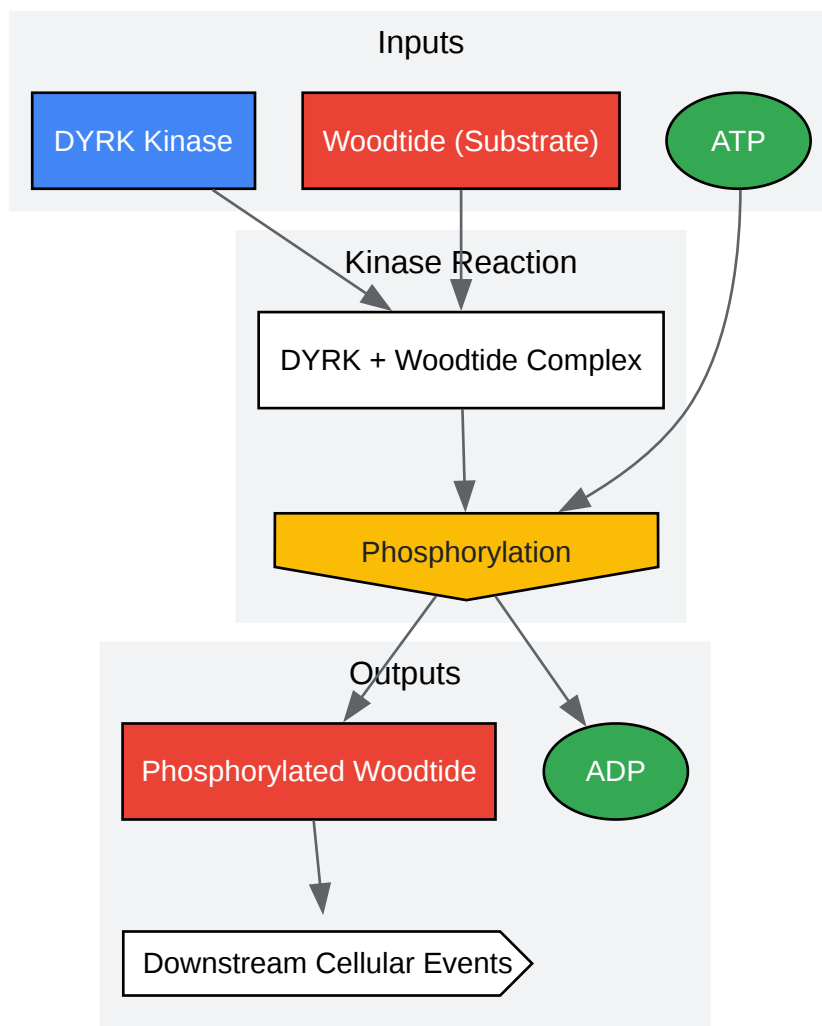 Inputs
DYRK Kinase
Woodtide (Substrate)
ATP
Kinase Reaction
DYRK + Woodtide Complex
Phosphorylation
Outputs
Phosphorylated Woodtide
ADP
Downstream Cellular Events